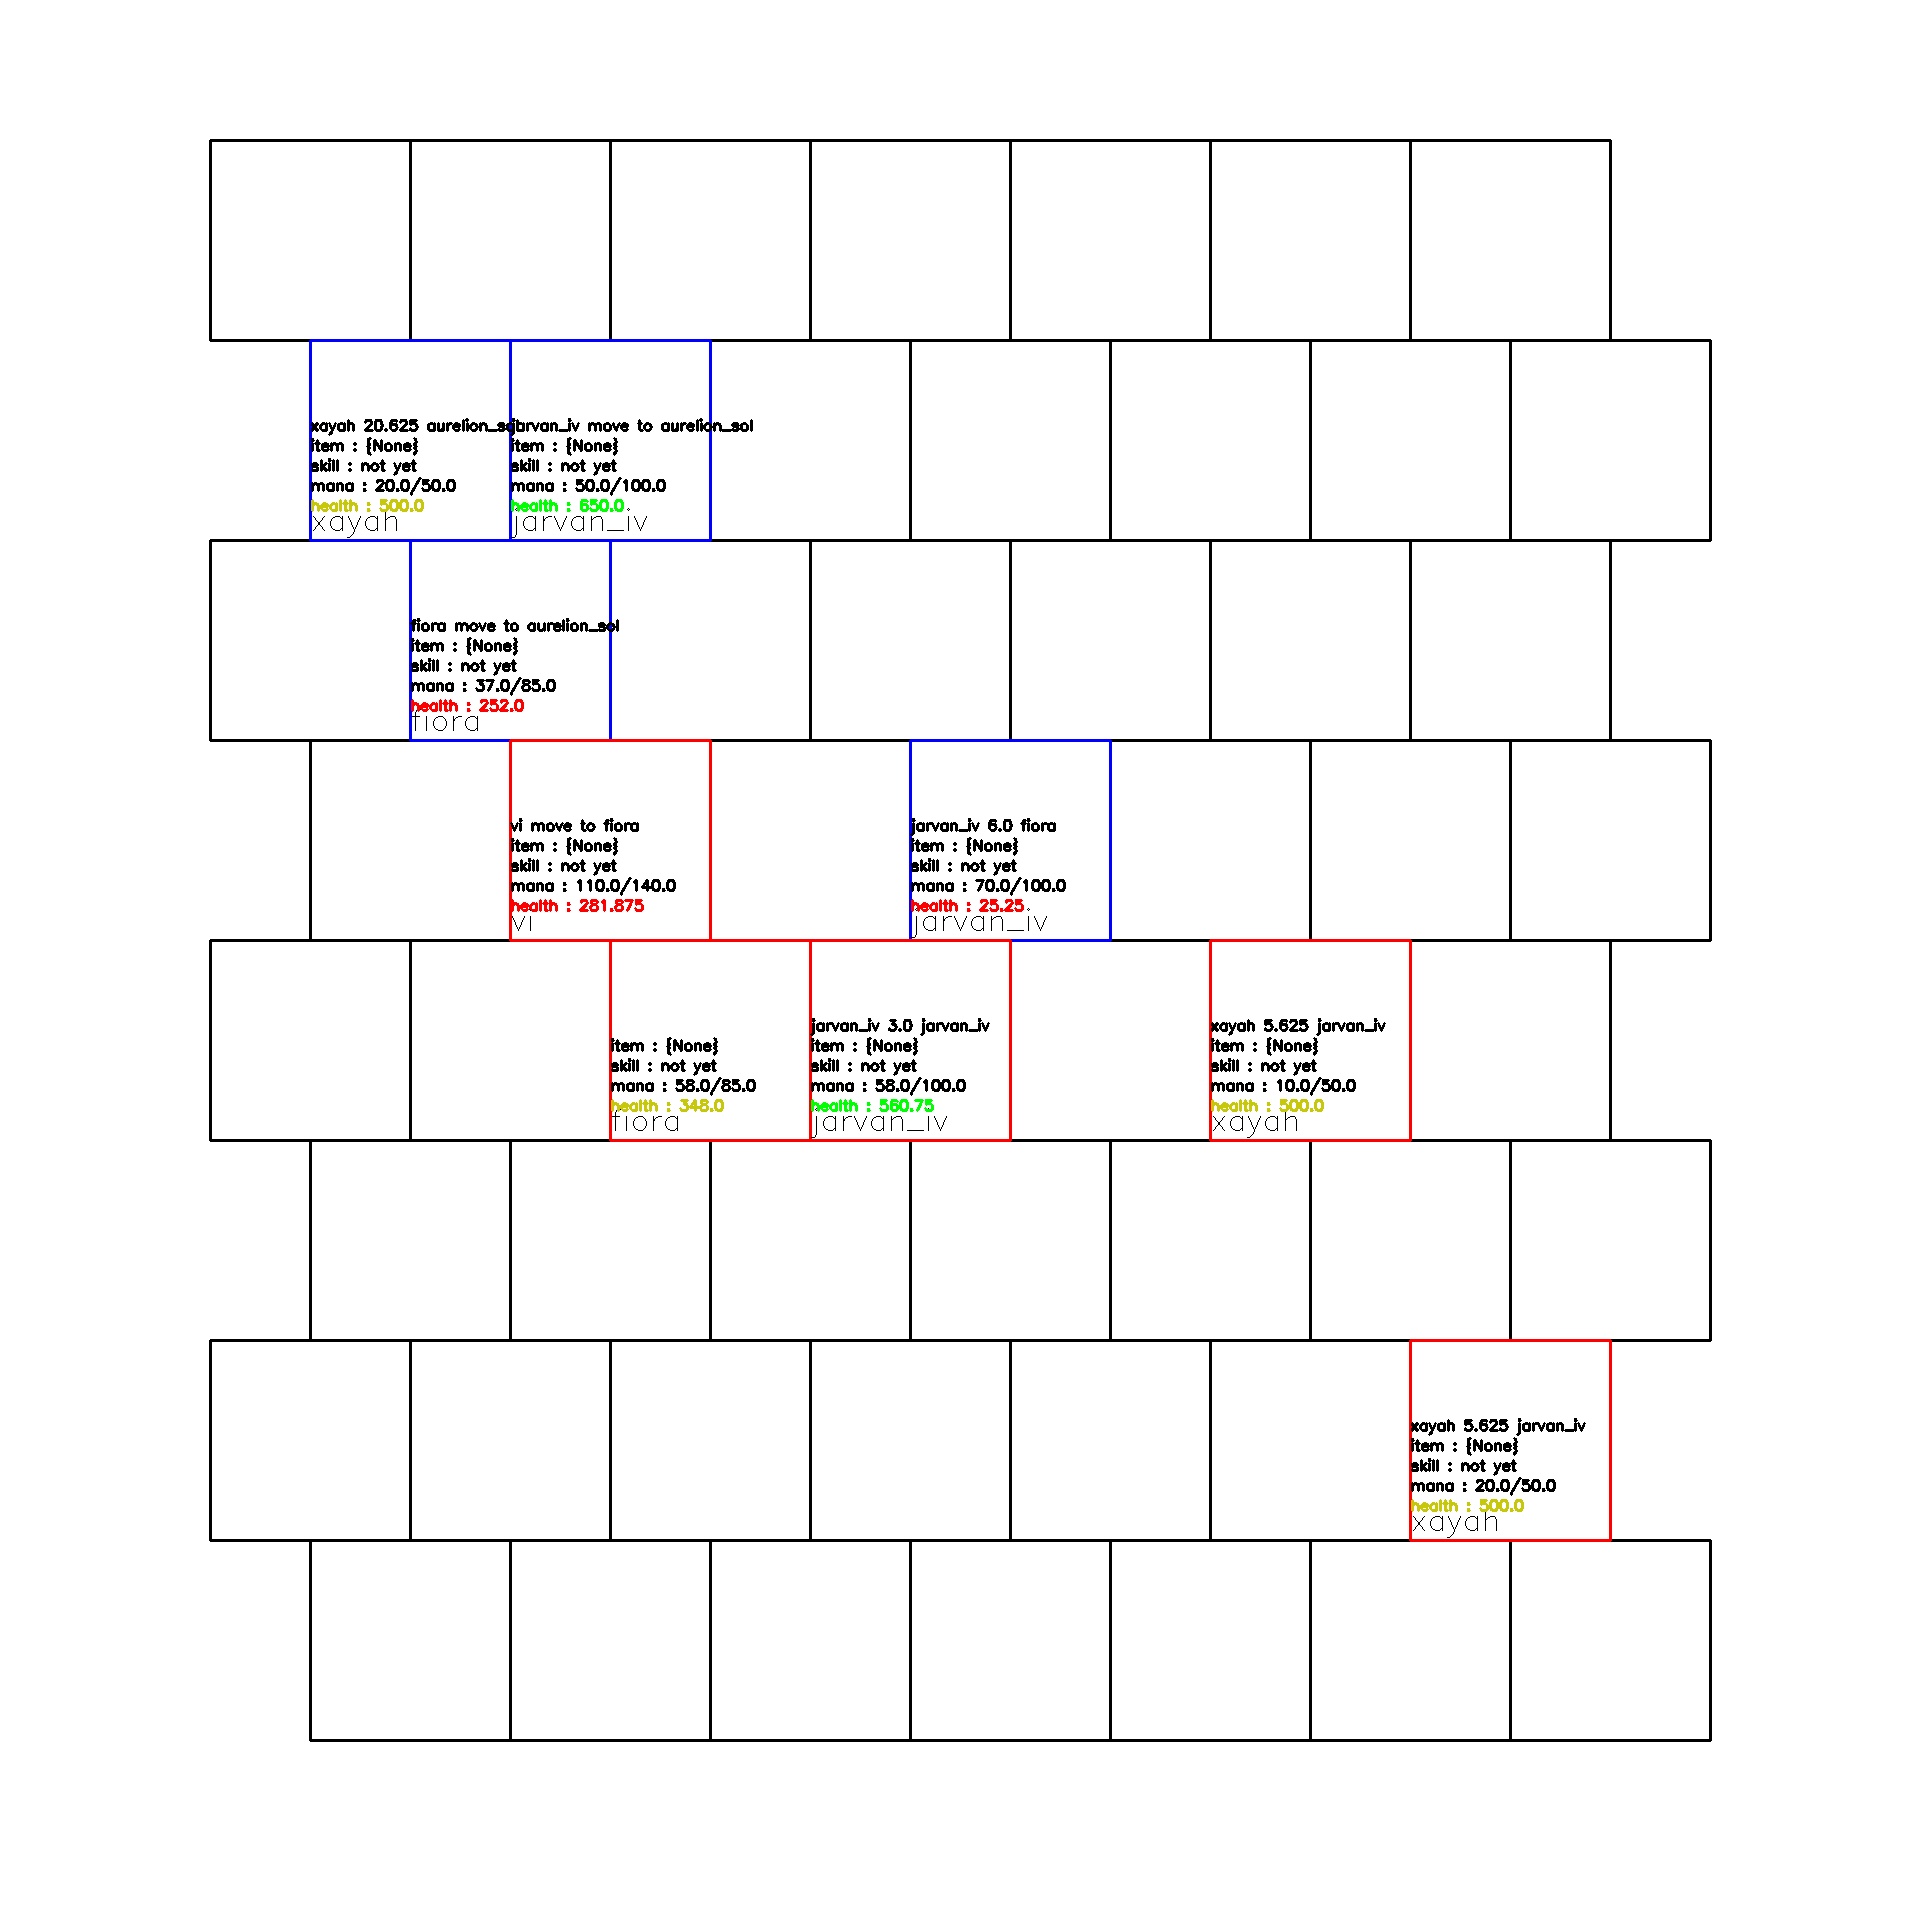 xayah 20.625 aurelion_sol
item : {None}
skill : not yet
mana : 20.0/50.0
health : 500.0
xayah
jarvan_iv move to aurelion_sol
item : {None}
skill : not yet
mana : 50.0/100.0
health : 650.0
jarvan_iv
fiora move to aurelion_sol
item : {None}
skill : not yet
mana : 37.0/85.0
health : 252.0
fiora
vi move to fiora
item : {None}
skill : not yet
mana : 110.0/140.0
health : 281.875
vi
jarvan_iv 6.0 fiora
item : {None}
skill : not yet
mana : 70.0/100.0
health : 25.25
jarvan_iv
item : {None}
skill : not yet
mana : 58.0/85.0
health : 348.0
fiora
jarvan_iv 3.0 jarvan_iv
item : {None}
skill : not yet
mana : 58.0/100.0
health : 560.75
jarvan_iv
xayah 5.625 jarvan_iv
item : {None}
skill : not yet
mana : 10.0/50.0
health : 500.0
xayah
xayah 5.625 jarvan_iv
item : {None}
skill : not yet
mana : 20.0/50.0
health : 500.0
xayah